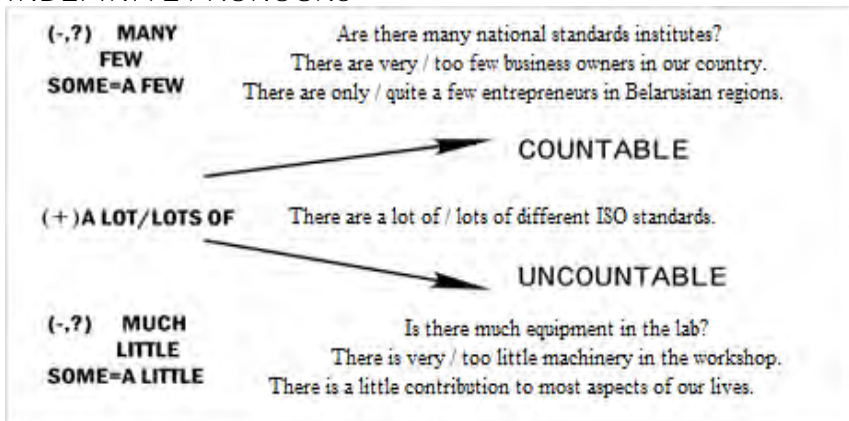 INDEFINITE PRONOUNS
(-,?) MANY Are there many national standards institutes?
FEW There are very / too few business owners in our country.
SOME=A FEW There are only / quite a few entrepreneurs in Belarusian regions.
COUNTABLE
(+)A LOT/LOTS OF There are a lot of / lots of different ISO standards.
UNCOUNTABLE
(-,?) MUCH Is there much equipment in the lab?
LITTLE There is very / too little machinery in the workshop.
SOME=A LITTLE There is a little contribution to most aspects of our lives.